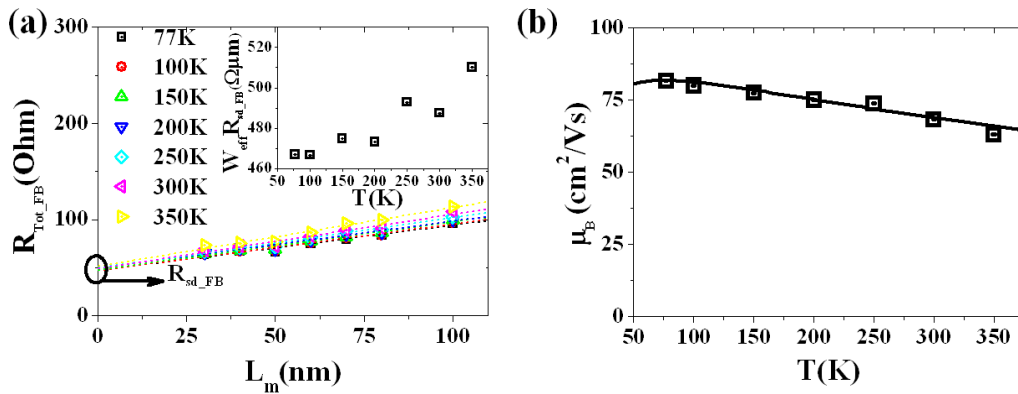 (a)
300
200
100
0
R_Tot_FB(Ohm)
77K
100K
150K
200K
250K
300K
350K
520
500
480
460
W_eff R_sd_FB(Ωμm)
50 100 150 200 250 300 350
T(K)
R_sd_FB
0 25 50 75 100
L_m(nm)
(b)
100
75
50
25
0
μ_B (cm²/Vs)
50 100 150 200 250 300 350
T(K)